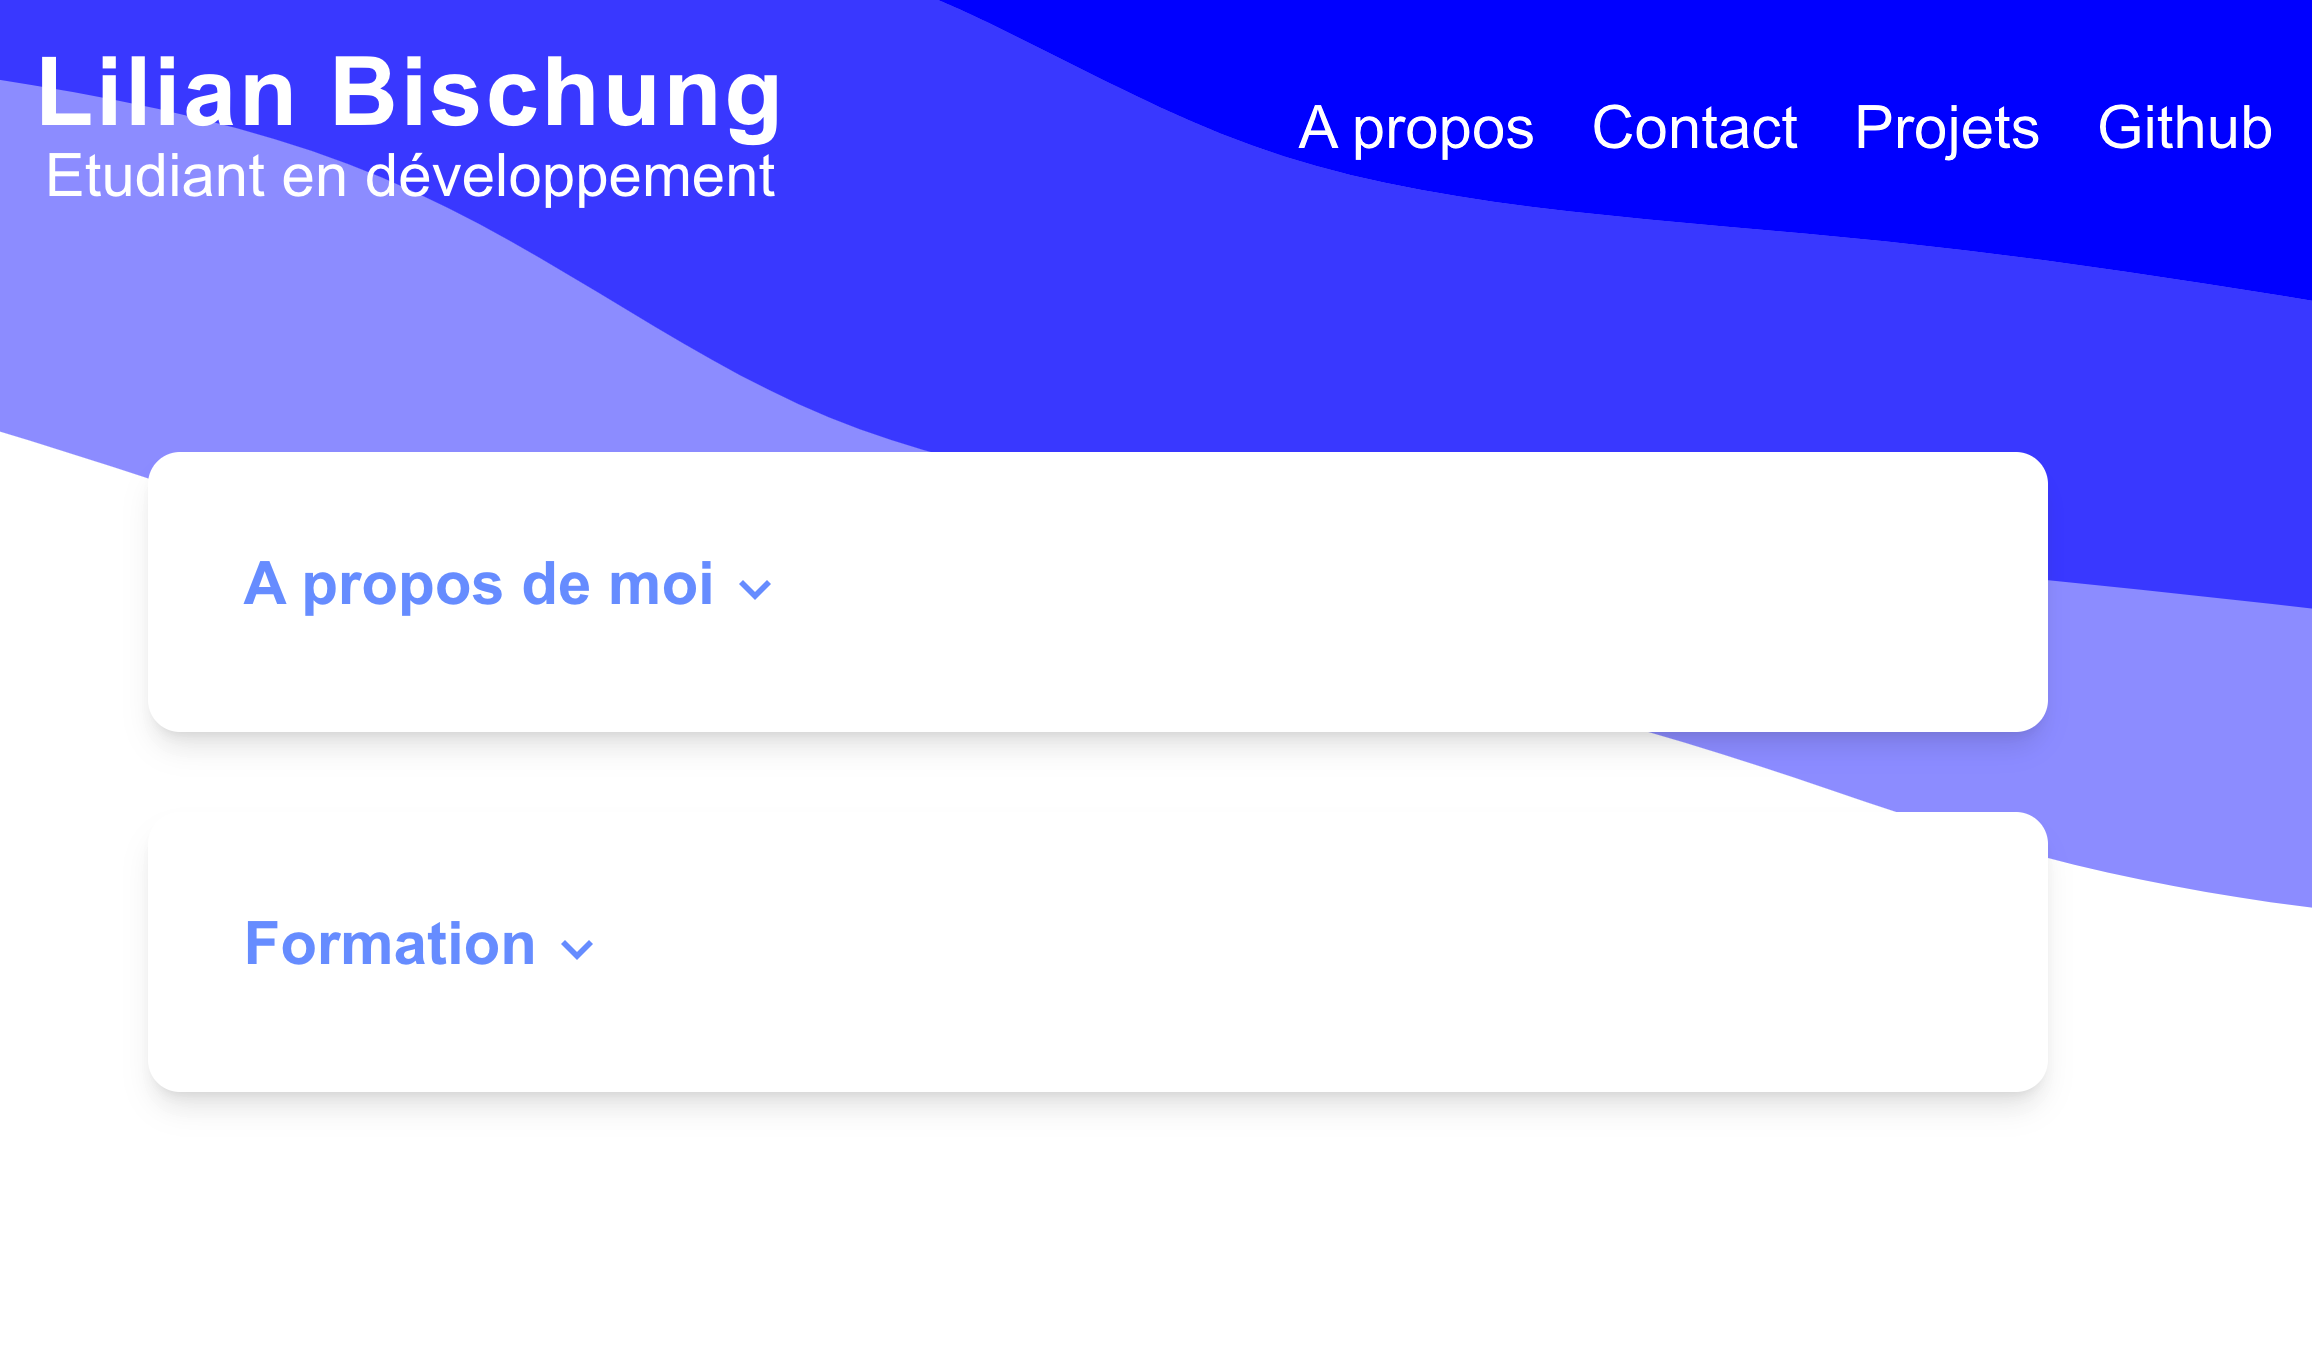 Lilian Bischung
Etudiant en développement
A propos Contact Projets Github
A propos de moi
Formation